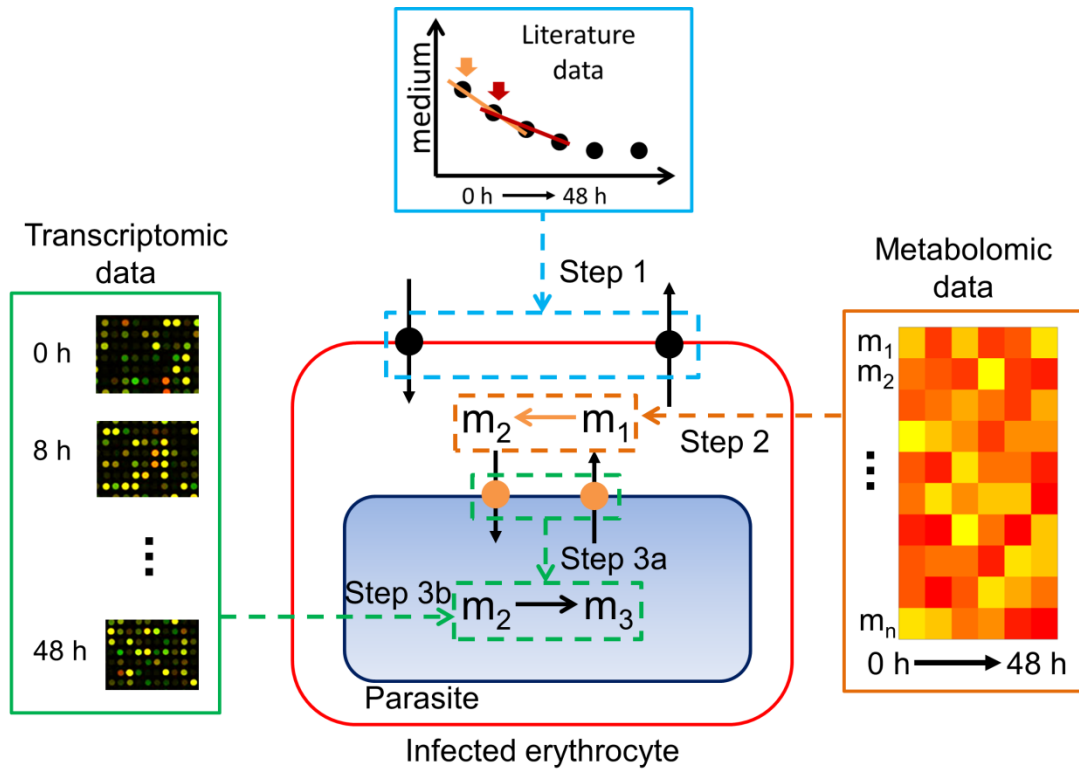 Literature
data
medium
0 h 48 h
Transcriptomic
data
0 h
8 h
48 h
Step 1
Metabolomic
data
m1
m2
mn
0 h 48 h
Step 2
m2 m1
Step 3a
Step 3b
m2 m3
Parasite
Infected erythrocyte